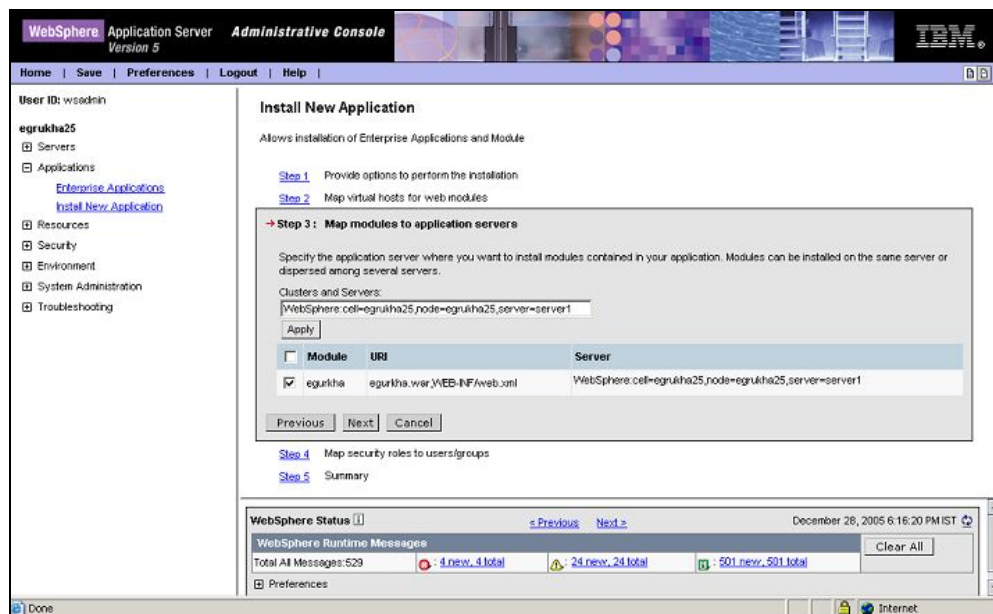 WebSphere Application Server Administrative Console
Version 5
IBM
Home | Save | Preferences | Logout | Help |
User ID: wsadmin
egrukha25
Servers
Applications
Enterprise Applications
Install New Application
Resources
Security
Environment
System Administration
Troubleshooting
Install New Application
Allows installation of Enterprise Applications and Module
Step 1 Provide options to perform the installation
Step 2 Map virtual hosts for web modules
Step 3 : Map modules to application servers
Specify the application server where you want to install modules contained in your application. Modules can be installed on the same server or
dispersed among several servers.
Clusters and Servers:
WebSphere:cell=egrukha25,node=egrukha25,server=server1
Apply
Module URI Server
egurkha egurkha.war,WEB-INF/web.xml WebSphere:cell=egrukha25,node=egrukha25,server=server1
Previous Next Cancel
Step 4 Map security roles to users/groups
Step 5 Summary
WebSphere Status < Previous Next > December 28, 2005 6:16:20 PM IST
WebSphere Runtime Messages
Clear All
Total All Messages:529 : 4 new, 4 total : 24 new, 24 total : 501 new, 501 total
Preferences
Done Internet